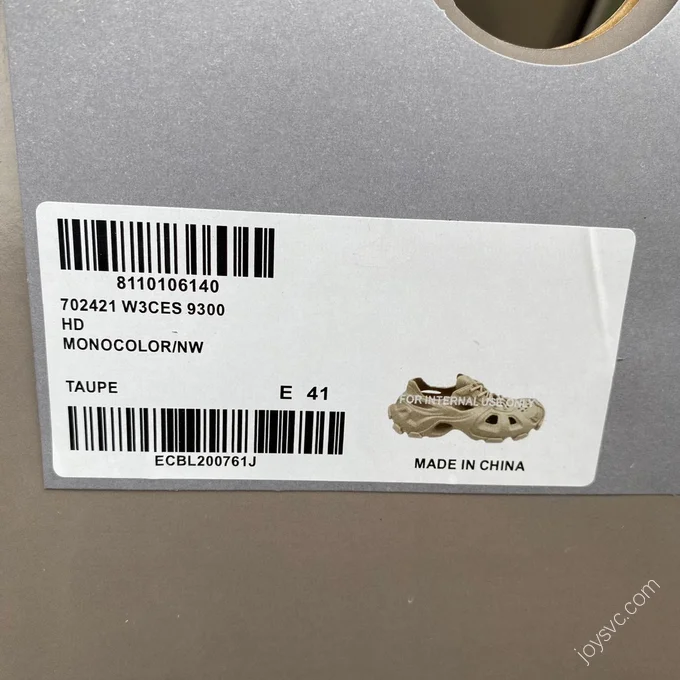 8110106140
702421 W3CES 9300
HD
MONOCOLOR/NW
TAUPE
E 41
FOR INTERNAL USE ONLY
ECBL200761J
MADE IN CHINA
joysvc.com